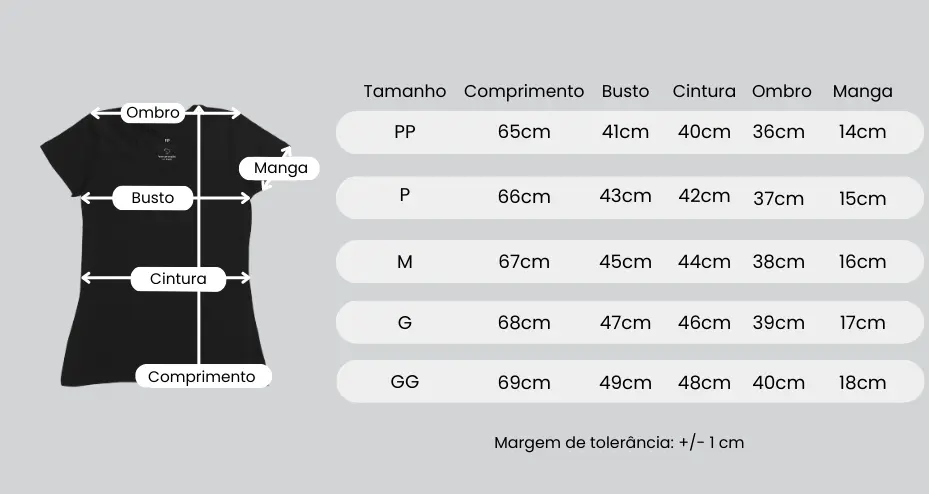 Tamanho Comprimento Busto Cintura Ombro Manga
PP 65cm 41cm 40cm 36cm 14cm
P 66cm 43cm 42cm 37cm 15cm
M 67cm 45cm 44cm 38cm 16cm
G 68cm 47cm 46cm 39cm 17cm
GG 69cm 49cm 48cm 40cm 18cm
Margem de tolerância: +/- 1 cm
Ombro
PP
Manga
Busto
Cintura
Comprimento